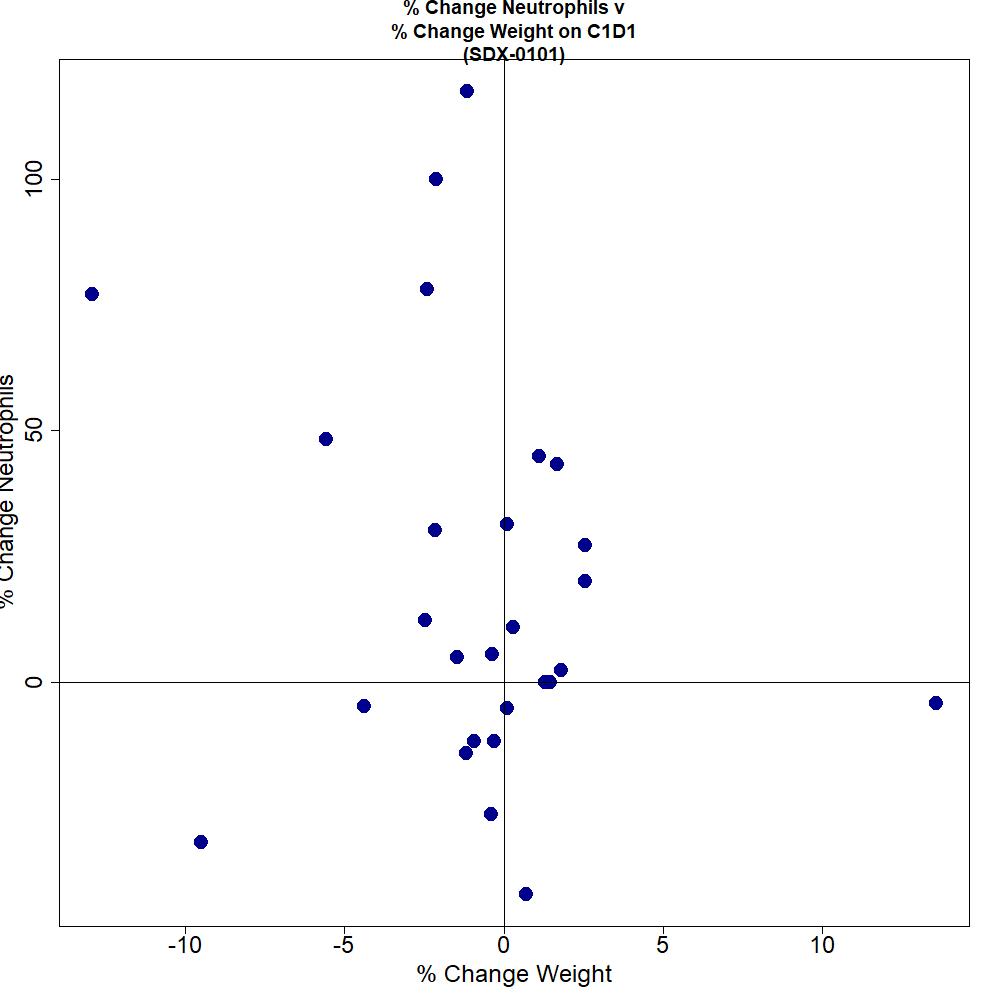 % Change Neutrophils v
% Change Weight on C1D1
(SDX-0101)
100
50
0
% Change Neutrophils
-10
-5
0
5
10
% Change Weight